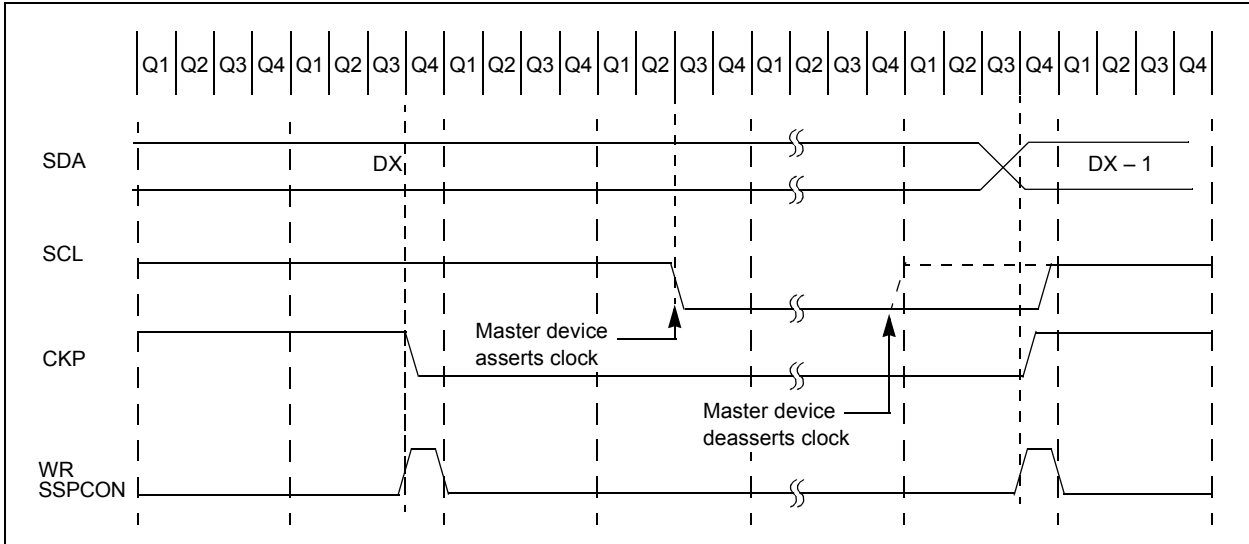 Q1 Q2 Q3 Q4 Q1 Q2 Q3 Q4 Q1 Q2 Q3 Q4 Q1 Q2 Q3 Q4 Q1 Q2 Q3 Q4 Q1 Q2 Q3 Q4 Q1 Q2 Q3 Q4
SDA
DX
DX – 1
SCL
Master device
asserts clock
CKP
Master device
deasserts clock
WR
SSPCON